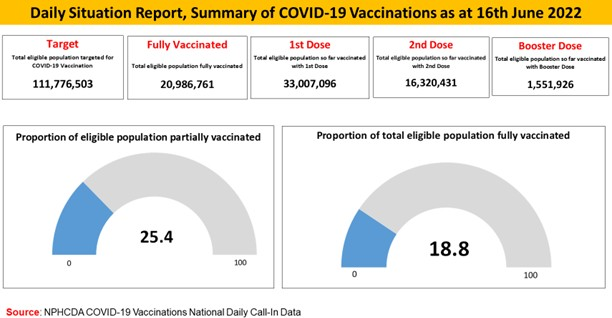 Daily Situation Report, Summary of COVID-19 Vaccinations as at 16th June 2022
Target
Total eligible population targeted for
COVID-19 Vaccination
111,776,503
Fully Vaccinated
Total eligible population fully vaccinated
20,986,761
1st Dose
Total eligible population so far vaccinated
with 1st Dose
33,007,096
2nd Dose
Total eligible population so far vaccinated
with 2nd Dose
16,320,431
Booster Dose
Total eligible population so far vaccinated
with Booster Dose
1,551,926
Proportion of eligible population partially vaccinated
25.4
0
100
Proportion of total eligible population fully vaccinated
18.8
0
100
Source: NPHCDA COVID-19 Vaccinations National Daily Call-In Data